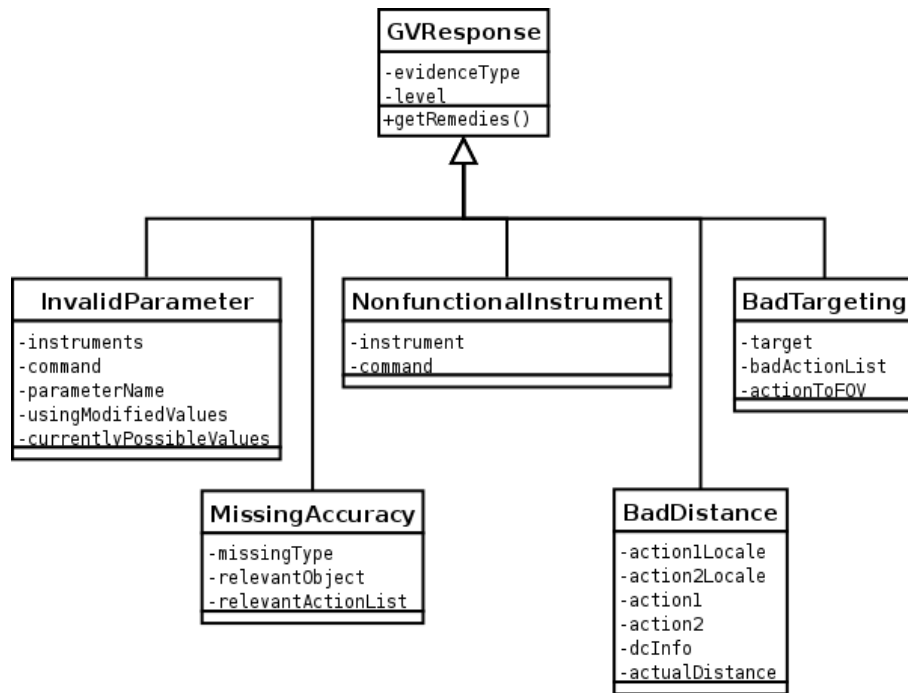 GVResponse
-evidenceType
-level
+getRemedies()
InvalidParameter
-instruments
-command
-parameterName
-usingModifiedValues
-currentlyPossibleValues
NonfunctionalInstrument
-instrument
-command
BadTargeting
-target
-badActionList
-actionToFOV
MissingAccuracy
-missingType
-relevantObject
-relevantActionList
BadDistance
-action1Locale
-action2Locale
-action1
-action2
-dcInfo
-actualDistance